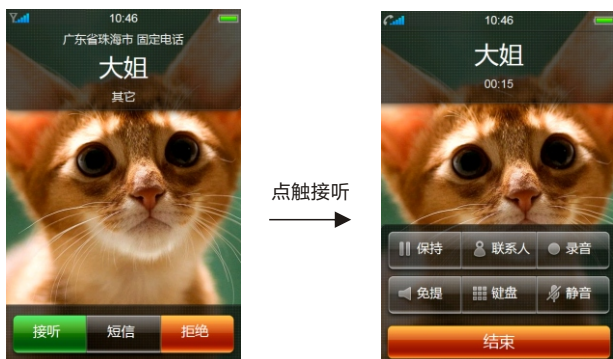 10:46
广东省珠海市 固定电话
大姐
其它
接听 短信 拒绝
点触接听
10:46
大姐
00:15
保持 联系人 录音
免提 键盘 静音
结束